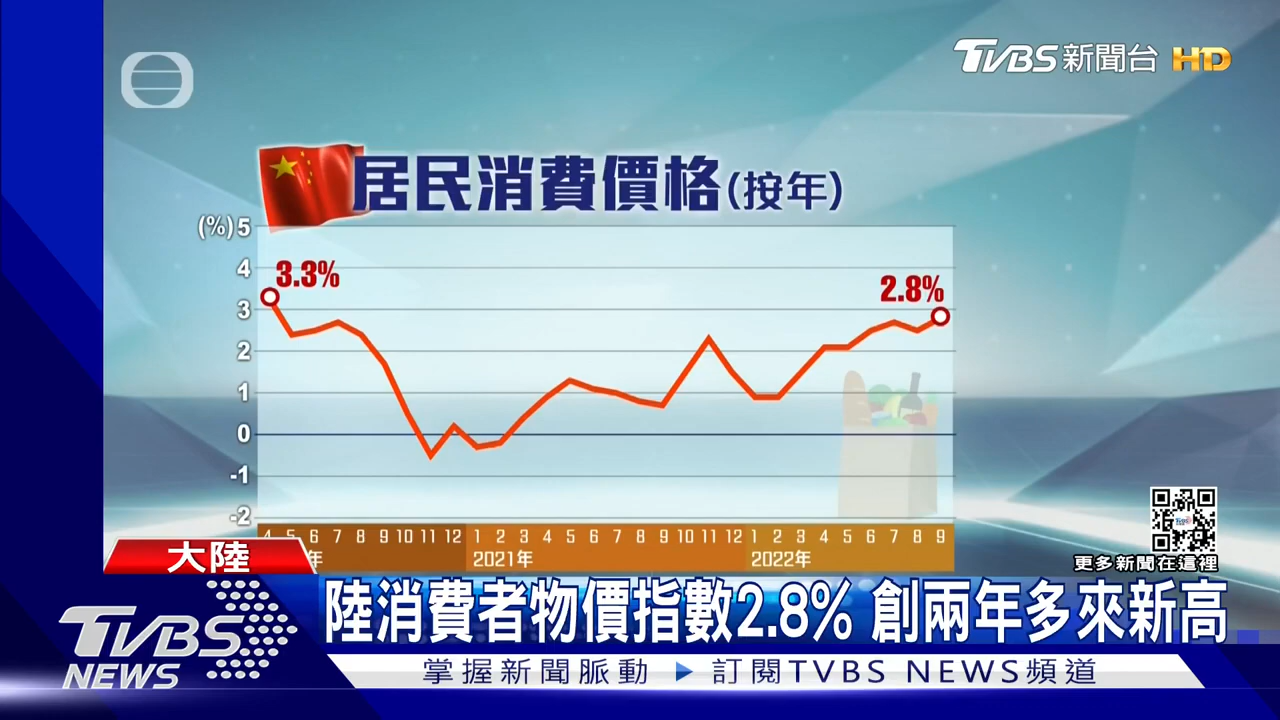 TVBS新聞台 HD
居民消費價格(按年)
(%) 5
4
3.3%
2.8%
3
2
1
0
-1
-2
4 5 6 7 8 9 10 11 12 1 2 3 4 5 6 7 8 9 10 11 12 1 2 3 4 5 6 7 8 9
年 2021年 2022年
大陸
更多新聞在這裡
陸消費者物價指數2.8% 創兩年多來新高
TVBS NEWS
掌握新聞脈動 ▶ 訂閱TVBS NEWS頻道